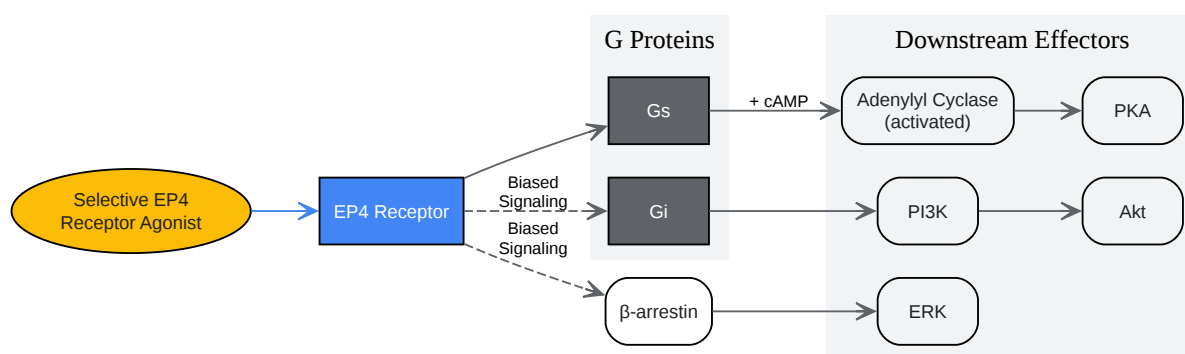 G Proteins
Downstream Effectors
Gs
+ cAMP
Adenylyl Cyclase
(activated)
PKA
Selective EP4
Receptor Agonist
EP4 Receptor
Biased
Signaling
Gi
PI3K
Akt
Biased
Signaling
β-arrestin
ERK